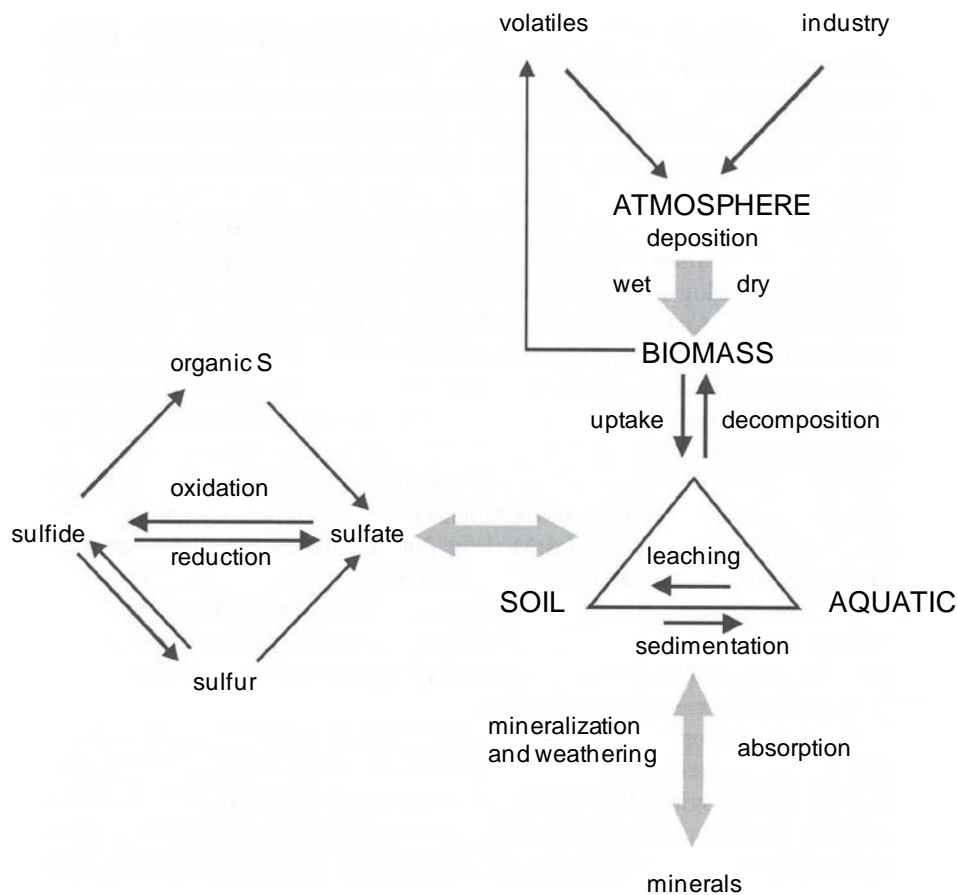 volatiles
industry
ATMOSPHERE
deposition
wet
dry
BIOMASS
organic S
uptake
decomposition
oxidation
sulfide
sulfate
reduction
leaching
SOIL
AQUATIC
sedimentation
sulfur
mineralization
and weathering
absorption
minerals